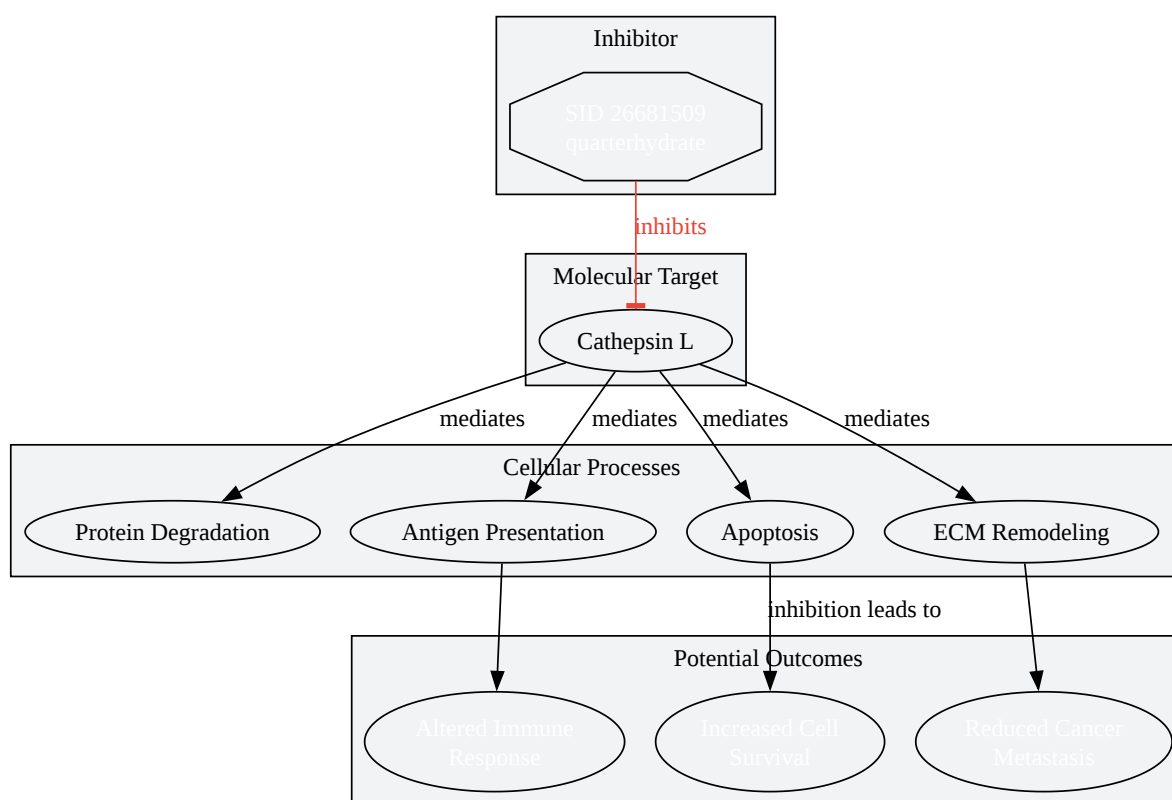 Inhibitor
SID 26681509
quarterhydrate
inhibits
Molecular Target
Cathepsin L
mediates
mediates
mediates
mediates
Cellular Processes
Protein Degradation
Antigen Presentation
Apoptosis
ECM Remodeling
inhibition leads to
Potential Outcomes
Altered Immune
Response
Increased Cell
Survival
Reduced Cancer
Metastasis